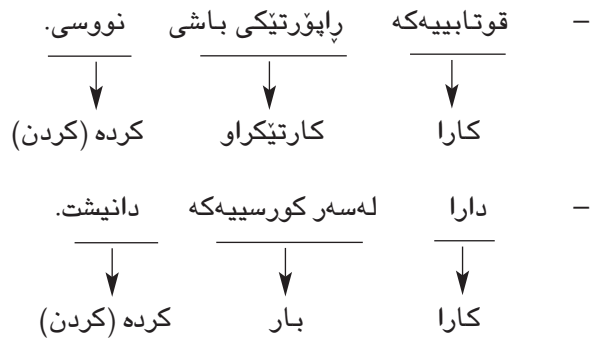 – قوتابییەکە ڕاپۆرتێکی باشی نووسی.
کارا کارتێکراو کردە (کردن)
– دارا لەسەر کورسییەکە دانیشت.
کارا بار کردە (کردن)